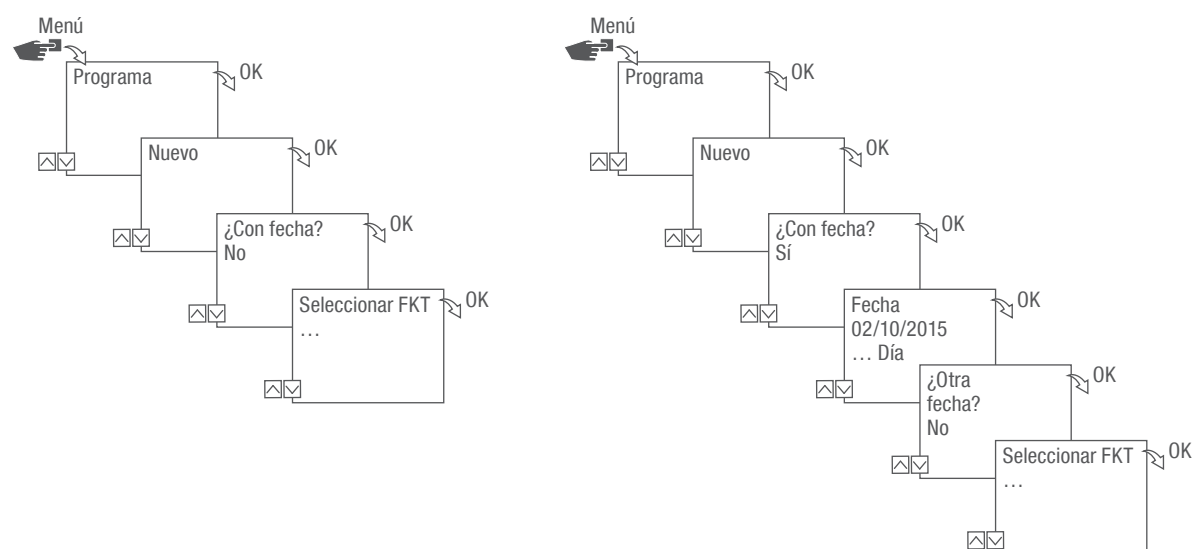 Menú
Programa
OK
Nuevo
OK
¿Con fecha?
No
OK
Seleccionar FKT
…
OK
Menú
Programa
OK
Nuevo
OK
¿Con fecha?
Sí
OK
Fecha
02/10/2015
… Día
OK
¿Otra
fecha?
No
OK
Seleccionar FKT
…
OK